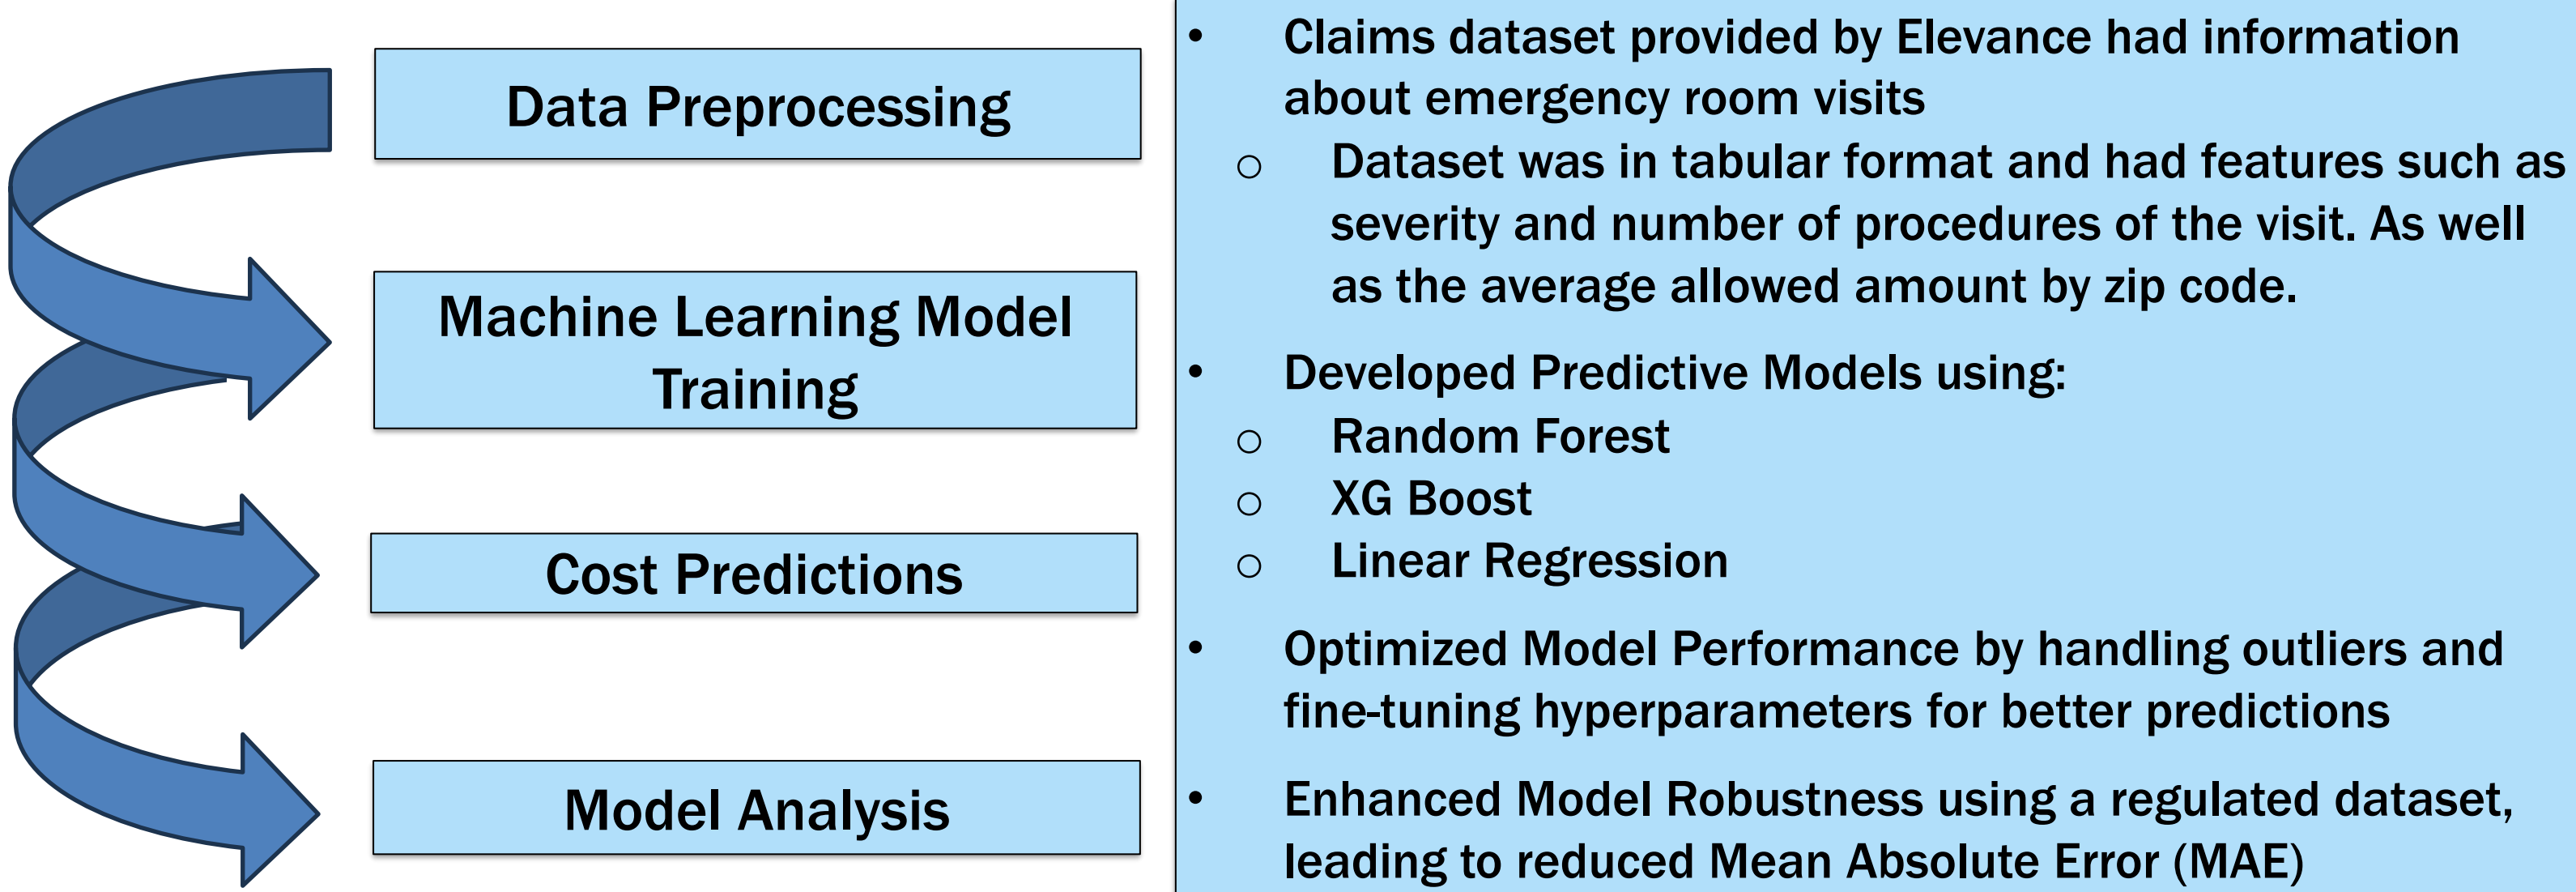 Data Preprocessing
Machine Learning Model
Training
Cost Predictions
Model Analysis
• Claims dataset provided by Elevance had information
about emergency room visits
○ Dataset was in tabular format and had features such as
severity and number of procedures of the visit. As well
as the average allowed amount by zip code.
• Developed Predictive Models using:
○ Random Forest
○ XG Boost
○ Linear Regression
• Optimized Model Performance by handling outliers and
fine-tuning hyperparameters for better predictions
• Enhanced Model Robustness using a regulated dataset,
leading to reduced Mean Absolute Error (MAE)